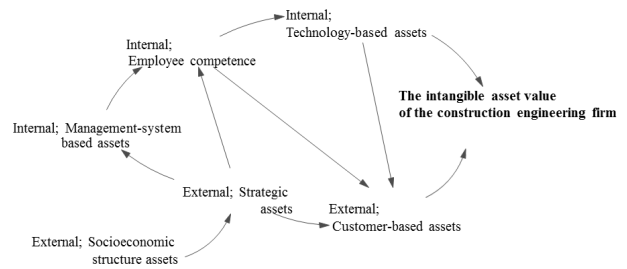 Internal;
Technology-based assets
Internal;
Employee competence
The intangible asset value
of the construction engineering firm
Internal; Management-system
based assets
External; Strategic
assets
External;
Customer-based assets
External; Socioeconomic
structure assets